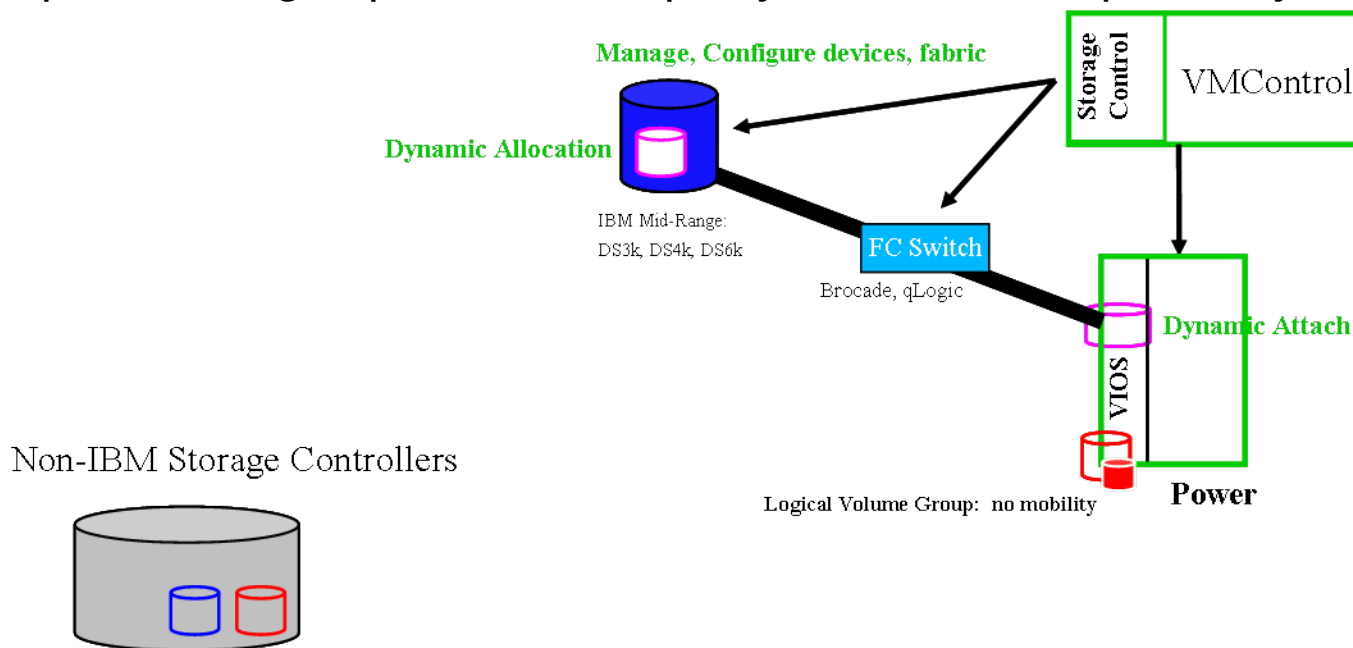 Manage, Configure devices, fabric
Storage
Control
VMControl
Dynamic Allocation
IBM Mid-Range:
DS3k, DS4k, DS6k
FC Switch
Brocade, qLogic
Dynamic Attach
VIOS
Non-IBM Storage Controllers
Logical Volume Group: no mobility
Power